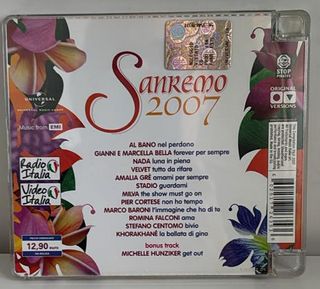 SANREMO
2007
UNIVERSAL
Music from EMI
STOP
PIRACY
ORIGINAL
VERSIONS
Radio
Italia
Video
Italia
12,90
AL BANO nel perdono
GIANNI E MARCELLA BELLA forever per sempre
NADA luna in piena
VELVET tutto da rifare
AMALIA GRÈ amami per sempre
STADIO guardami
MILVA the show must go on
PIER CORTESE non ho tempo
MARCO BARONI l'immagine che ho di te
ROMINA FALCONI ama
STEFANO CENTOMO bivio
KHORAKHANÈ la ballata di gino
bonus track
MICHELLE HUNZIKER get out